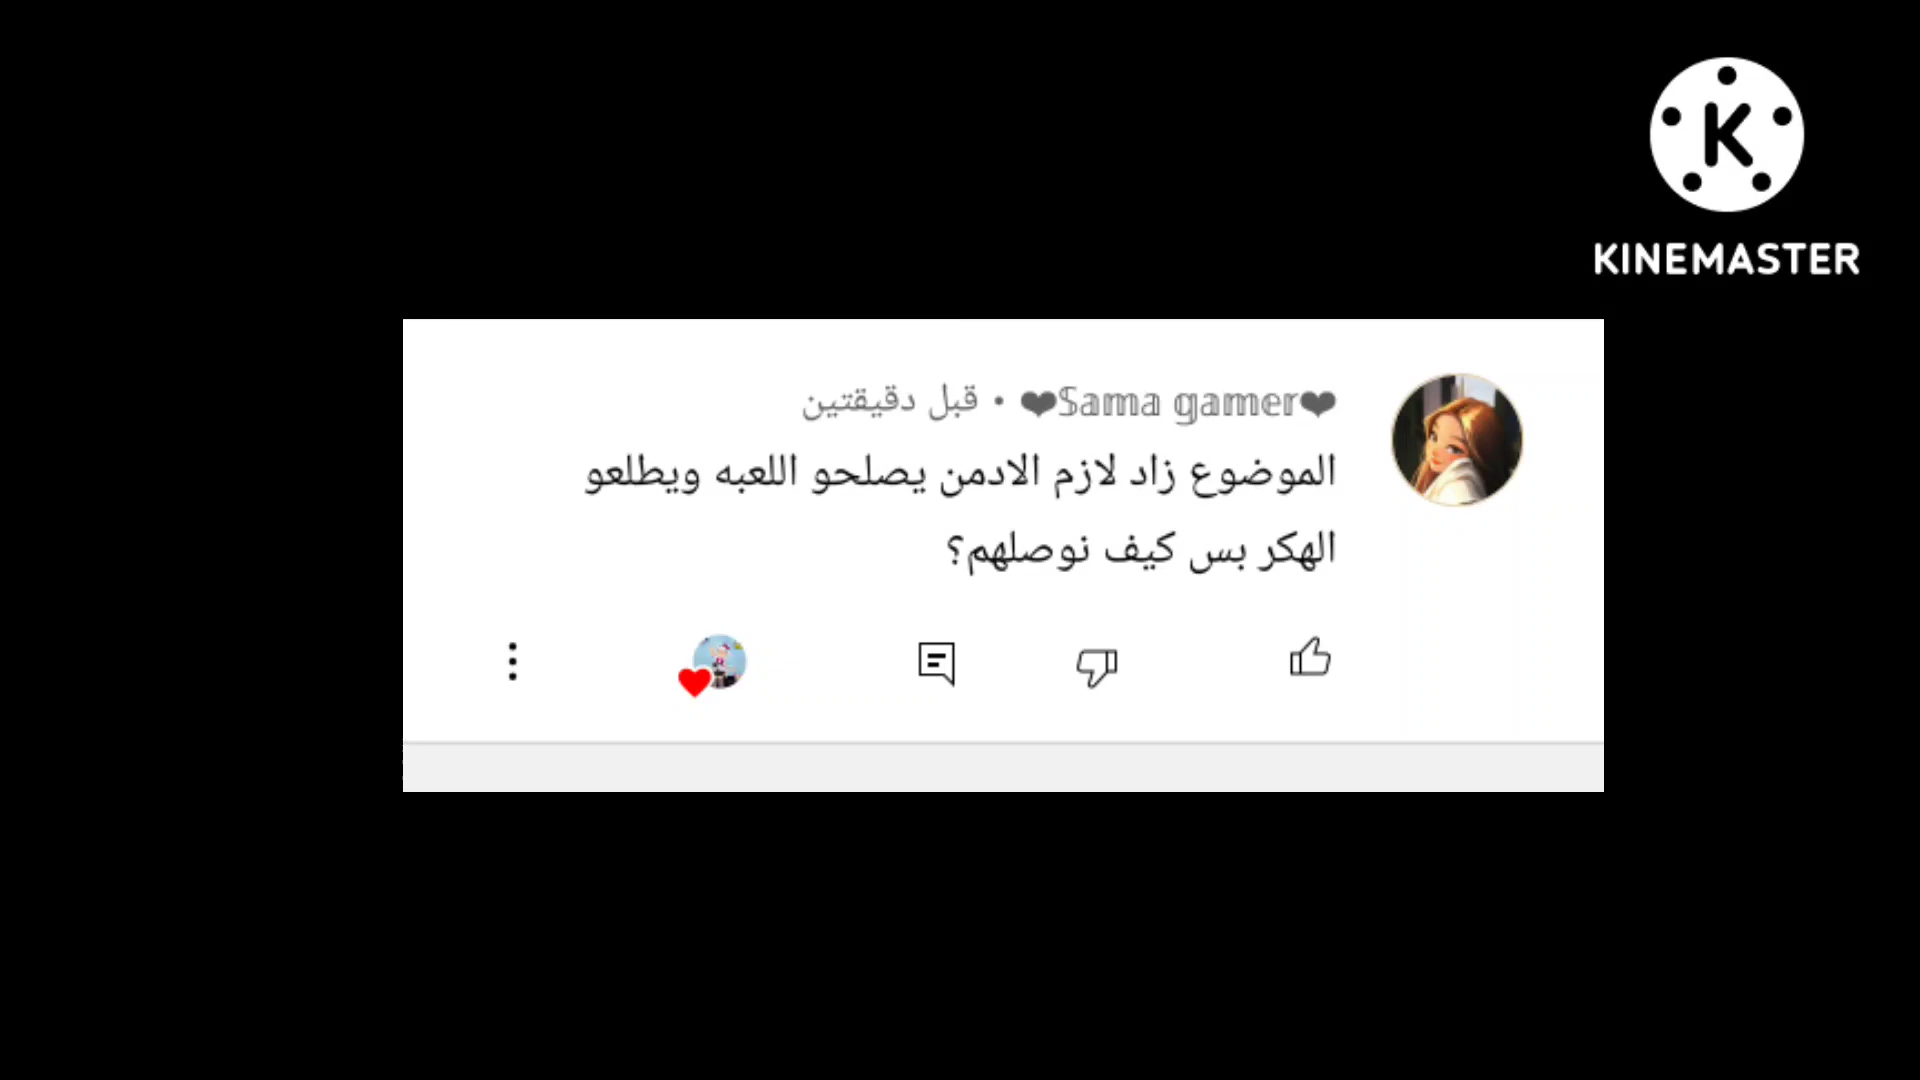 KINEMASTER
❤Sama gamer❤ • قبل دقيقتين
الموضوع زاد لازم الادمن يصلحو اللعبه ويطلعو
الهكر بس كيف نوصلهم؟